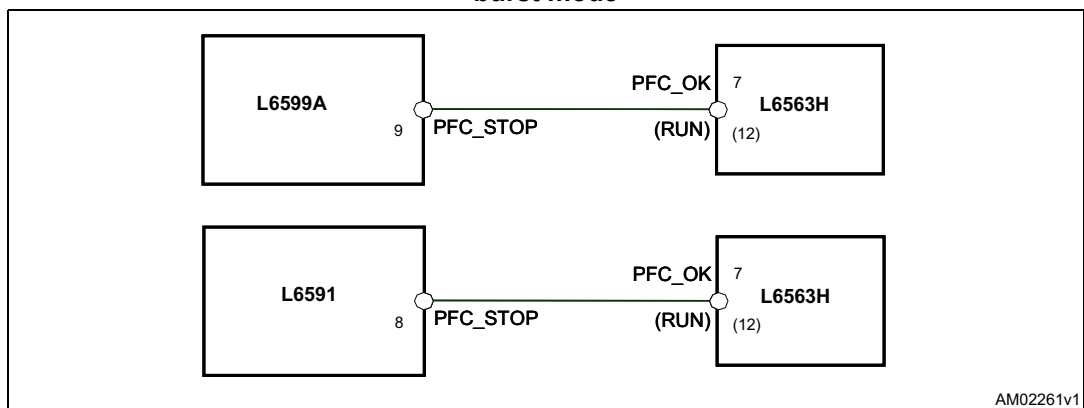 burst mode
L6599A
9
PFC_STOP
PFC_OK
7
L6563H
(RUN)
(12)
L6591
8
PFC_STOP
PFC_OK
7
L6563H
(RUN)
(12)
AM02261v1